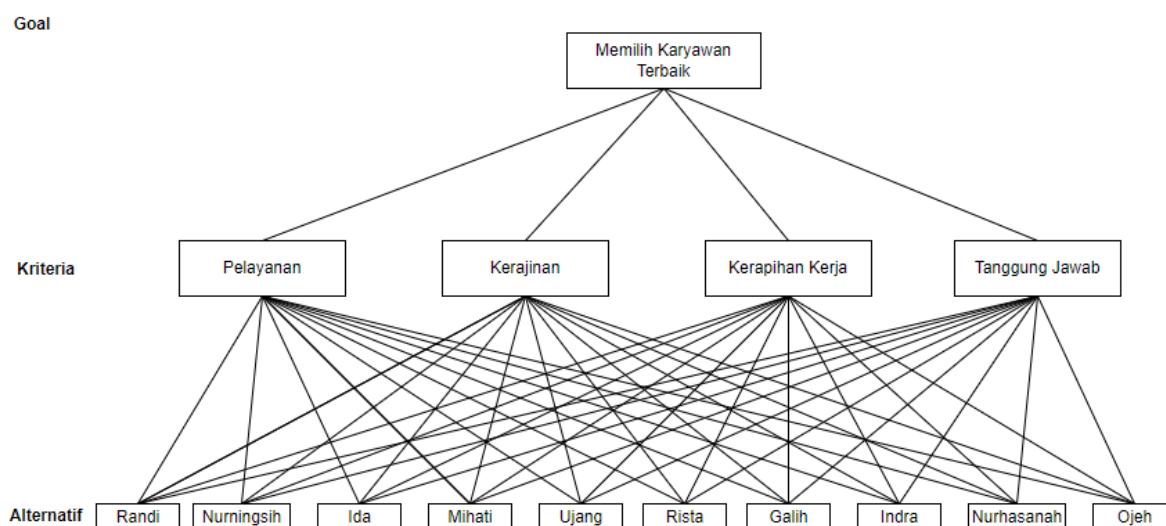 Goal
Memilih Karyawan
Terbaik
Kriteria
Pelayanan
Kerajinan
Kerapihan Kerja
Tanggung Jawab
Alternatif
Randi
Nurningsih
Ida
Mihati
Ujang
Rista
Galih
Indra
Nurhasanah
Ojeh